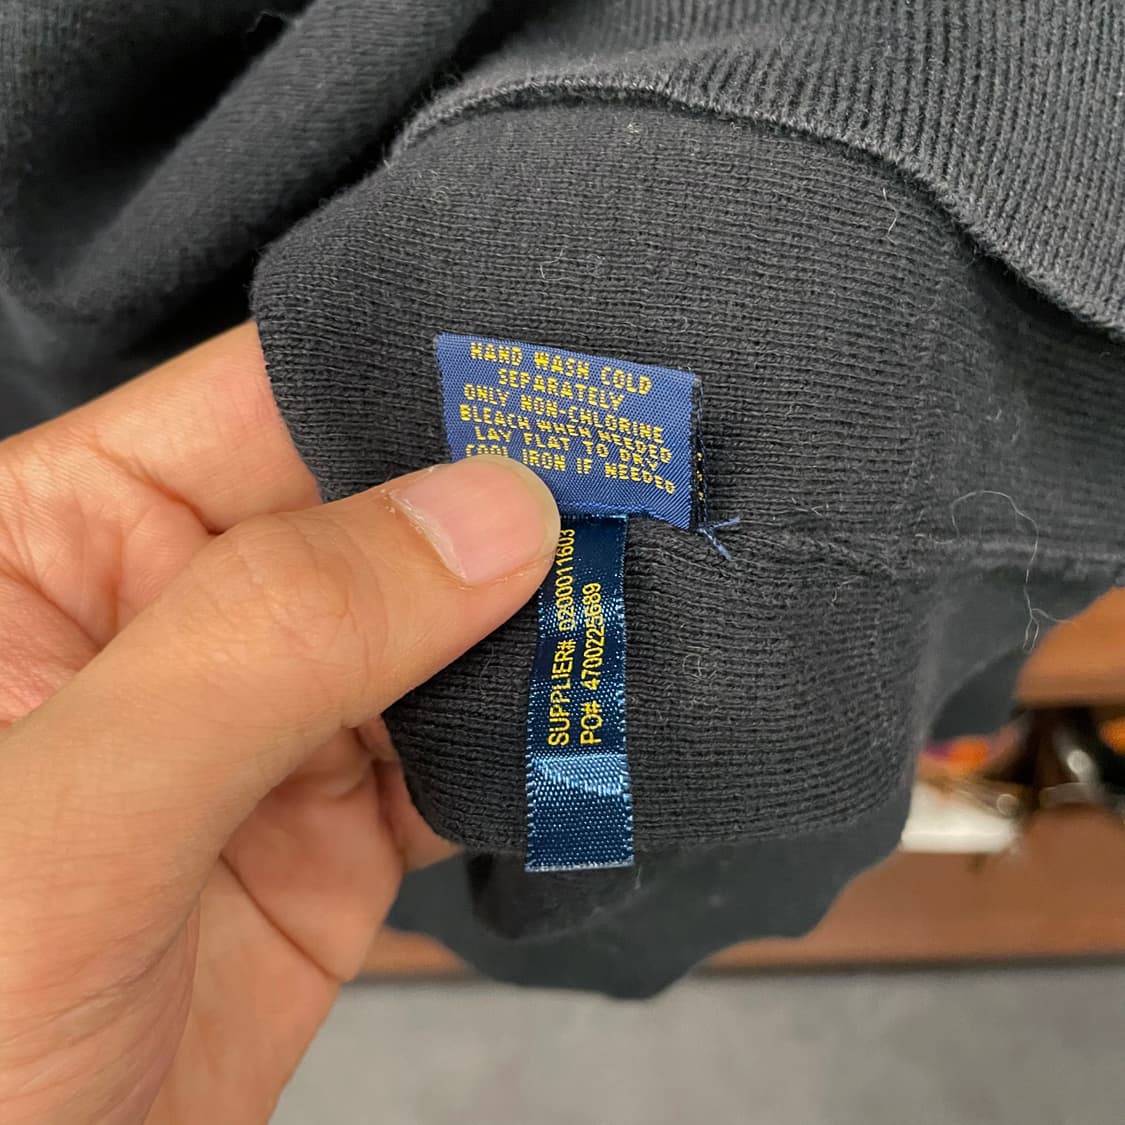 HAND WASH COLD
SEPARATELY
ONLY NON-CHLORINE
BLEACH WHEN NEEDED
LAY FLAT TO DRY
COOL IRON IF NEEDED
SUPPLIER# 0200011603
PO# 4700225689